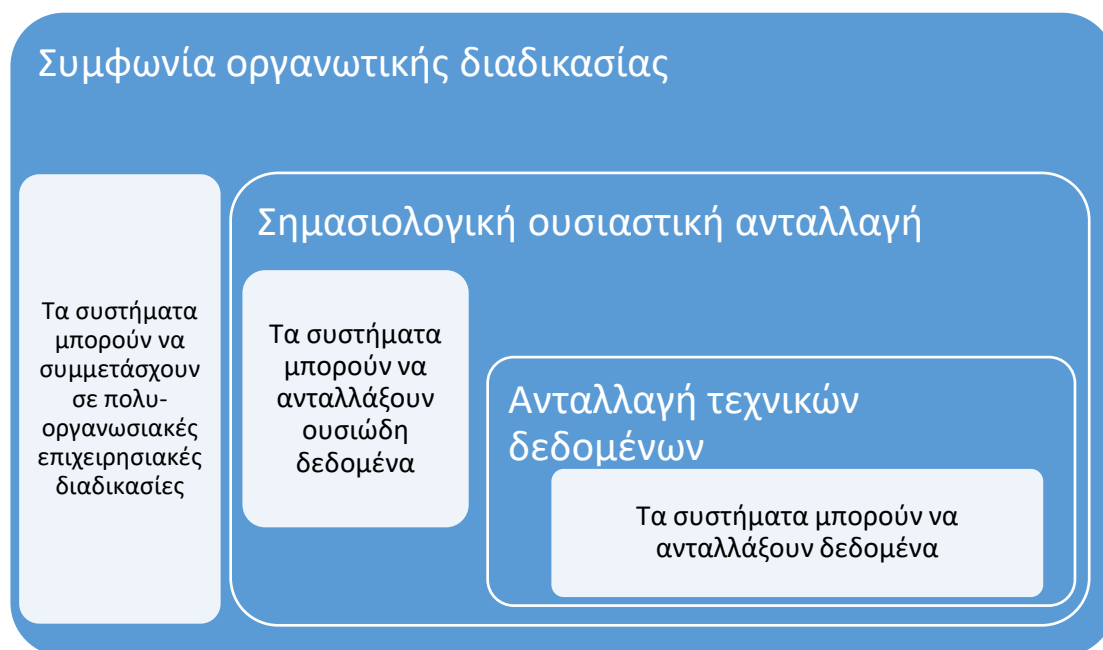 Συμφωνία οργανωτικής διαδικασίας
Τα συστήματα
μπορούν να
συμμετάσχουν
σε πολυ-
οργανωσιακές
επιχειρησιακές
διαδικασίες
Σημασιολογική ουσιαστική ανταλλαγή
Τα συστήματα
μπορούν να
ανταλλάξουν
ουσιώδη
δεδομένα
Ανταλλαγή τεχνικών
δεδομένων
Τα συστήματα μπορούν να
ανταλλάξουν δεδομένα